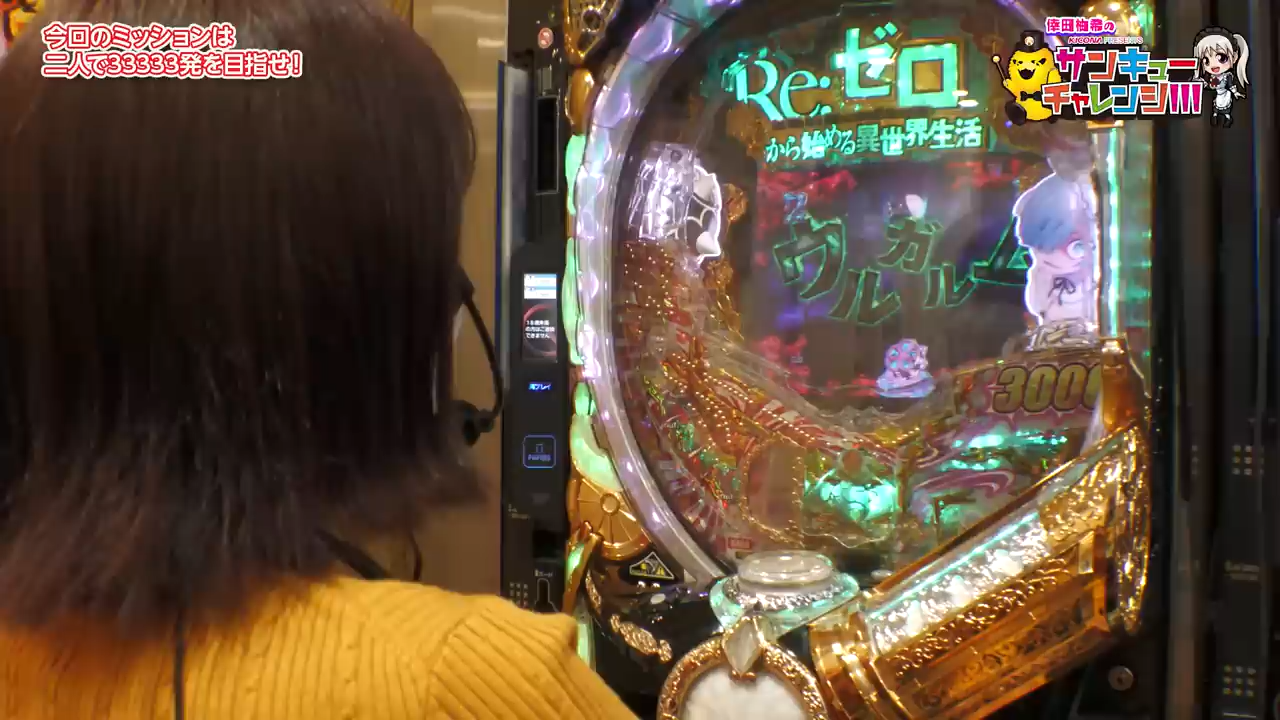 今回のミッションは
二人で33333発を目指せ!
倖田柚希の
KICONA PRESENTS
サンキュー
チャレンジ!!!
Re:ゼロ
から始める異世界生活
ウルガルム
3000